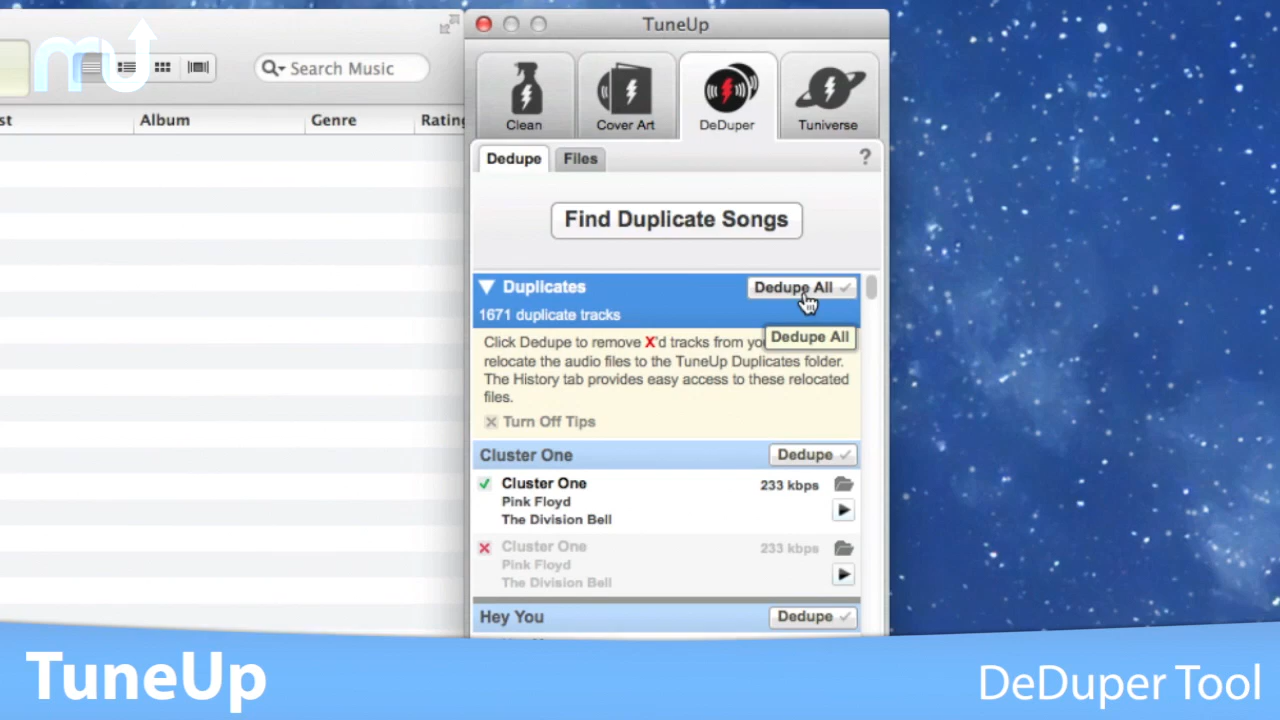 mu
Search Music
st
Album
Genre
Rating
TuneUp
Clean
Cover Art
DeDuper
Tuniverse
Dedupe
Files
?
Find Duplicate Songs
Duplicates
Dedupe All
1671 duplicate tracks
Dedupe All
Click Dedupe to remove X'd tracks from
relocate the audio files to the TuneUp Duplicates folder.
The History tab provides easy access to these relocated
files.
Turn Off Tips
Cluster One
Dedupe
Cluster One
233 kbps
Pink Floyd
The Division Bell
Cluster One
233 kbps
Pink Floyd
The Division Bell
Hey You
Dedupe
TuneUp
DeDuper Tool